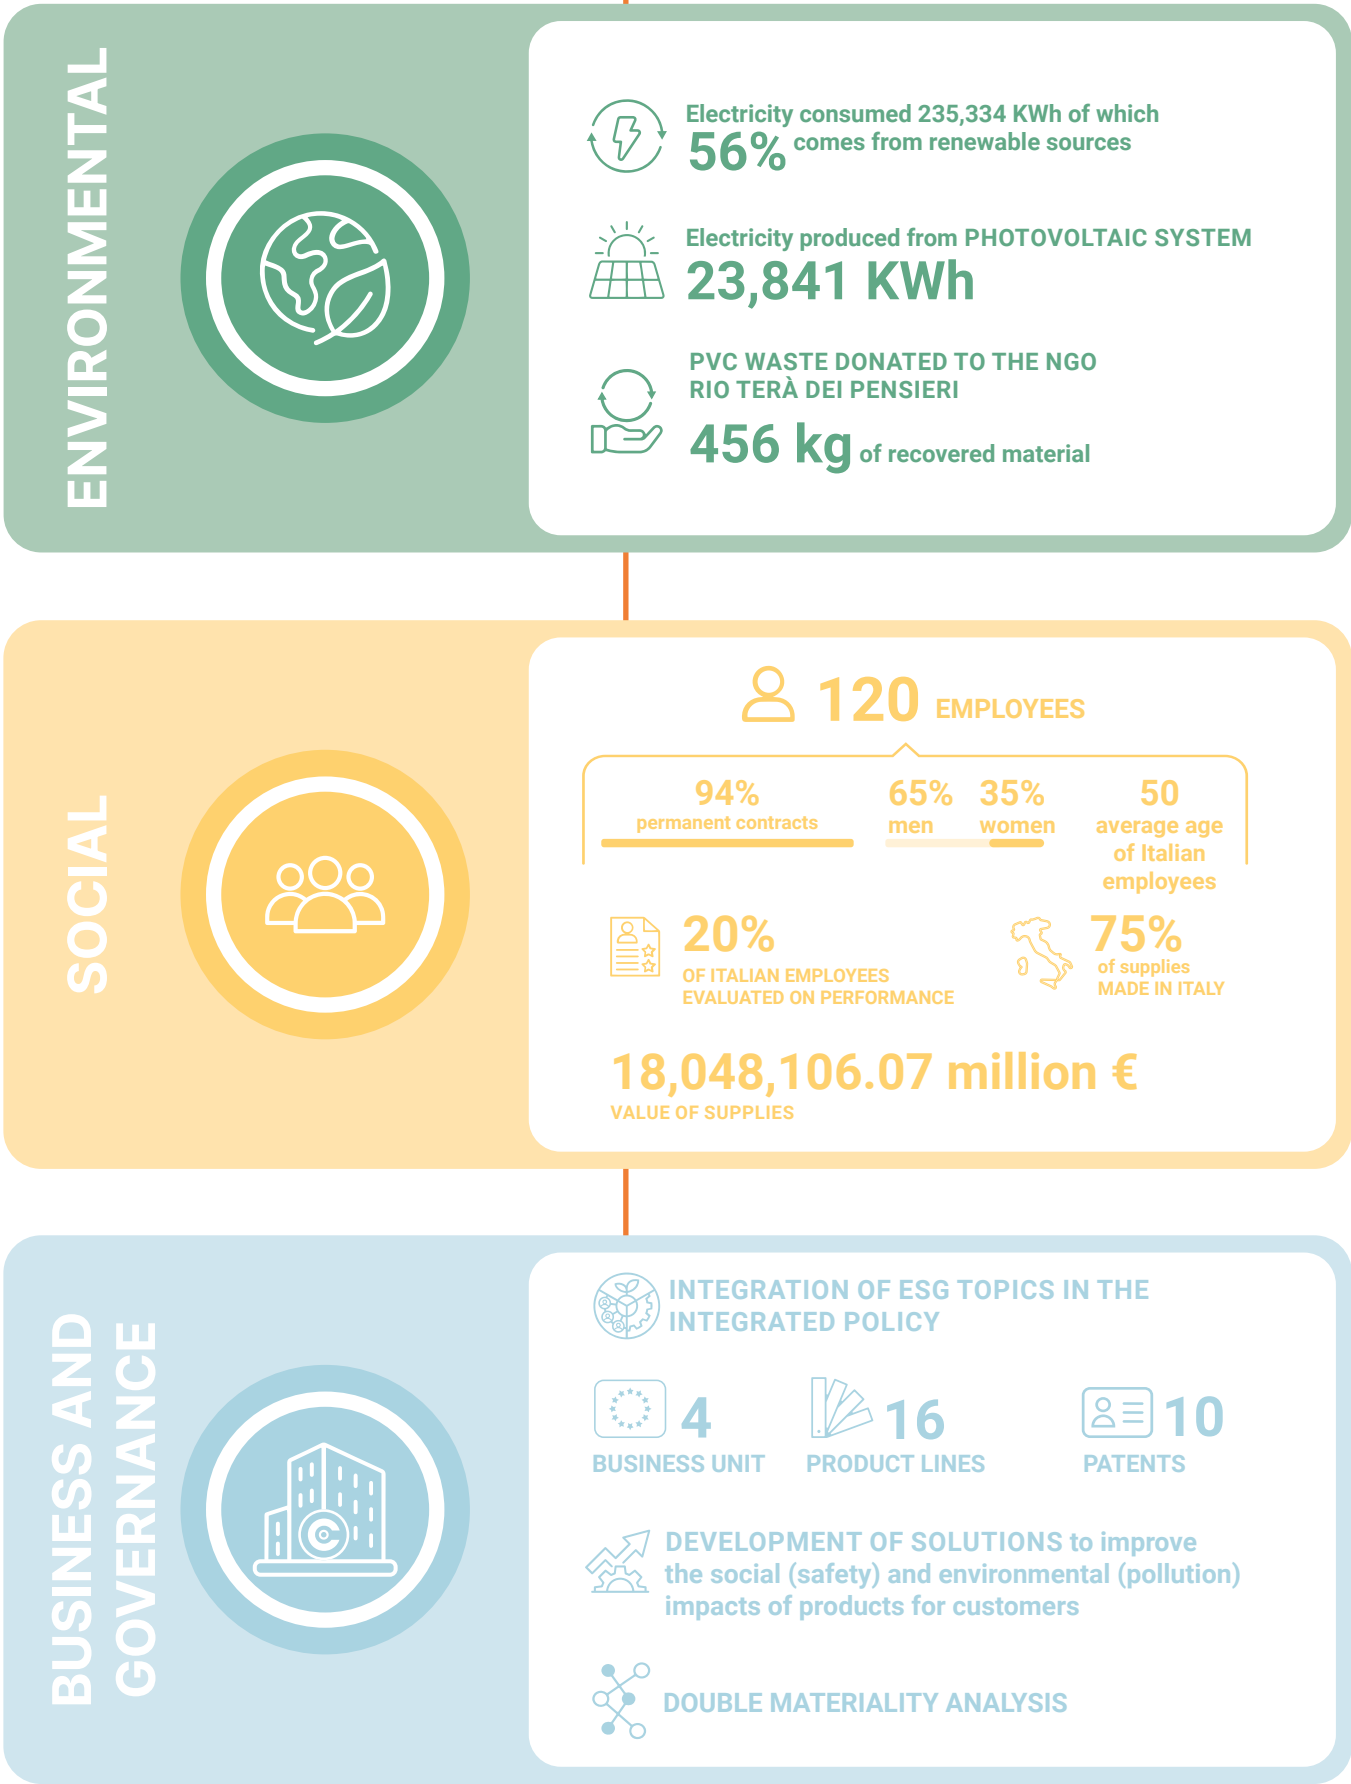 ENVIRONMENTAL
Electricity consumed 235,334 KWh of which
56% comes from renewable sources
Electricity produced from PHOTOVOLTAIC SYSTEM
23,841 KWh
PVC WASTE DONATED TO THE NGO
RIO TERÀ DEI PENSIERI
456 kg of recovered material
SOCIAL
120 EMPLOYEES
94%
permanent contracts
65%
men
35%
women
50
average age
of Italian
employees
20%
OF ITALIAN EMPLOYEES
EVALUATED ON PERFORMANCE
75%
of supplies
MADE IN ITALY
18,048,106.07 million €
VALUE OF SUPPLIES
BUSINESS AND
GOVERNANCE
INTEGRATION OF ESG TOPICS IN THE
INTEGRATED POLICY
4
BUSINESS UNIT
16
PRODUCT LINES
10
PATENTS
DEVELOPMENT OF SOLUTIONS to improve
the social (safety) and environmental (pollution)
impacts of products for customers
DOUBLE MATERIALITY ANALYSIS